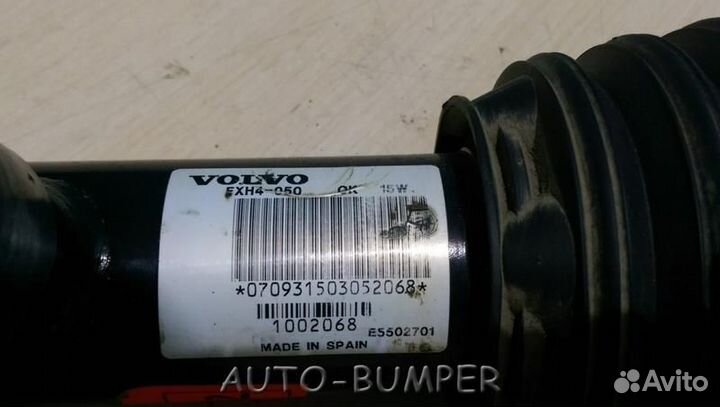 VOLVO
EXH4-050 OK 15W
*070931503052068*
1002068 E5502701
MADE IN SPAIN
AUTO-BUMPER
Avito